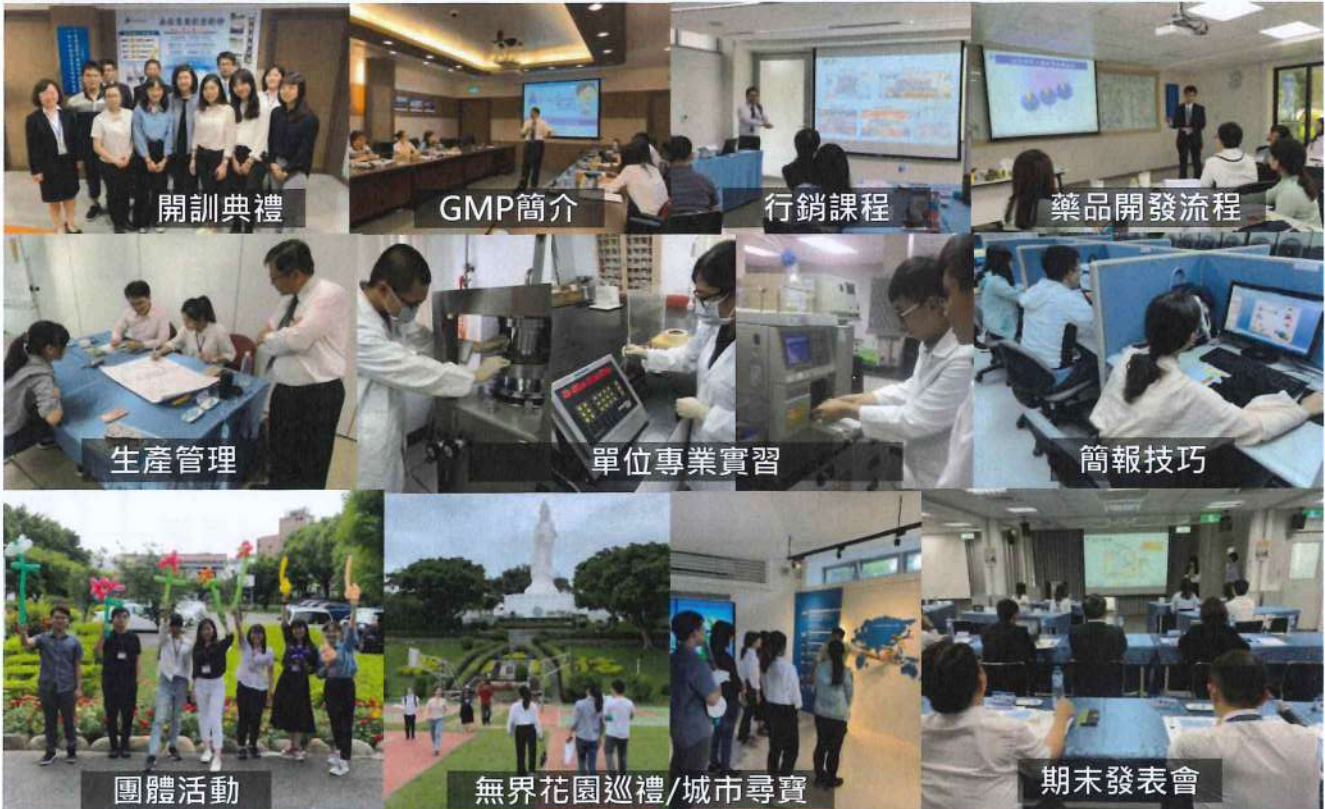 開訓典禮
GMP簡介
行銷課程
藥品開發流程
生產管理
單位專業實習
簡報技巧
團體活動
無界花園巡禮/城市尋寶
期末發表會